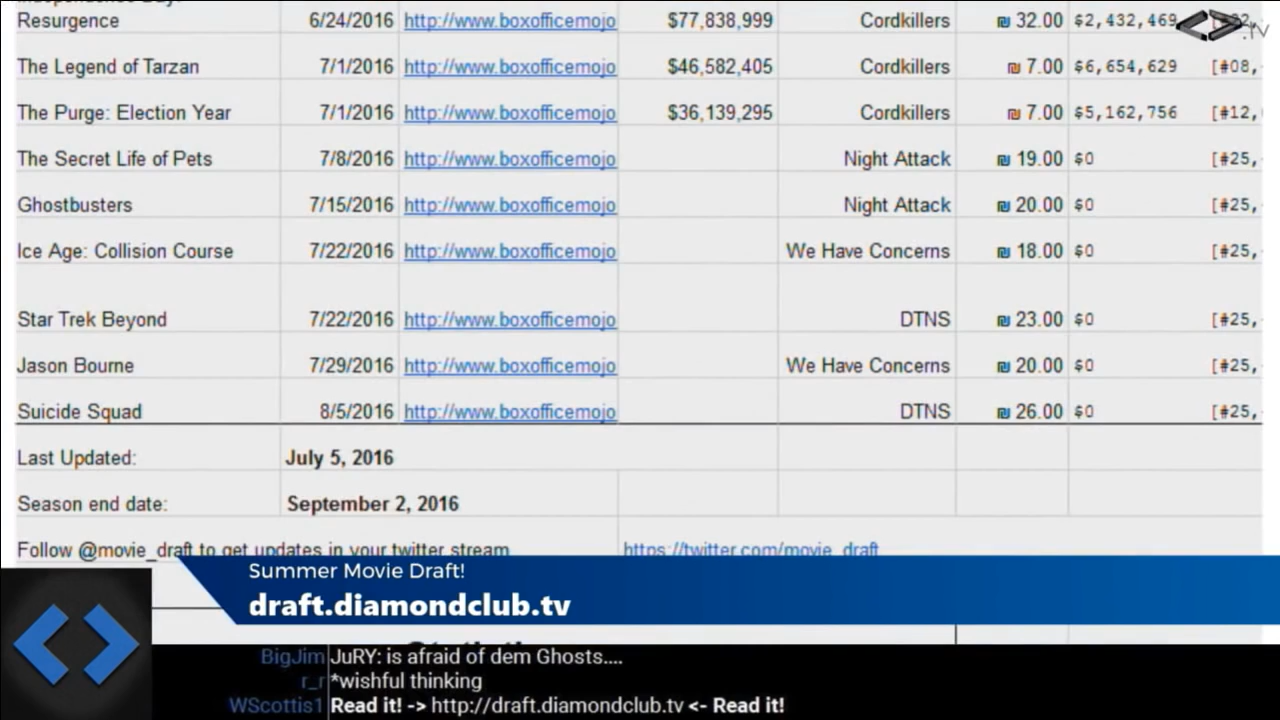 Resurgence 6/24/2016 http://www.boxofficemojo $77,838,999 Cordkillers ₪ 32.00 $2,432,469
The Legend of Tarzan 7/1/2016 http://www.boxofficemojo $46,582,405 Cordkillers ₪ 7.00 $6,654,629 [#08,
The Purge: Election Year 7/1/2016 http://www.boxofficemojo $36,139,295 Cordkillers ₪ 7.00 $5,162,756 [#12,
The Secret Life of Pets 7/8/2016 http://www.boxofficemojo Night Attack ₪ 19.00 $0 [#25,
Ghostbusters 7/15/2016 http://www.boxofficemojo Night Attack ₪ 20.00 $0 [#25,
Ice Age: Collision Course 7/22/2016 http://www.boxofficemojo We Have Concerns ₪ 18.00 $0 [#25,
Star Trek Beyond 7/22/2016 http://www.boxofficemojo DTNS ₪ 23.00 $0 [#25,
Jason Bourne 7/29/2016 http://www.boxofficemojo We Have Concerns ₪ 20.00 $0 [#25,
Suicide Squad 8/5/2016 http://www.boxofficemojo DTNS ₪ 26.00 $0 [#25,
Last Updated: July 5, 2016
Season end date: September 2, 2016
Follow @movie_draft to get updates in your twitter stream https://twitter.com/movie_draft
Summer Movie Draft!
draft.diamondclub.tv
BigJim JuRY: is afraid of dem Ghosts....
r_r *wishful thinking
WScottis1 Read it! -> http://draft.diamondclub.tv <- Read it!